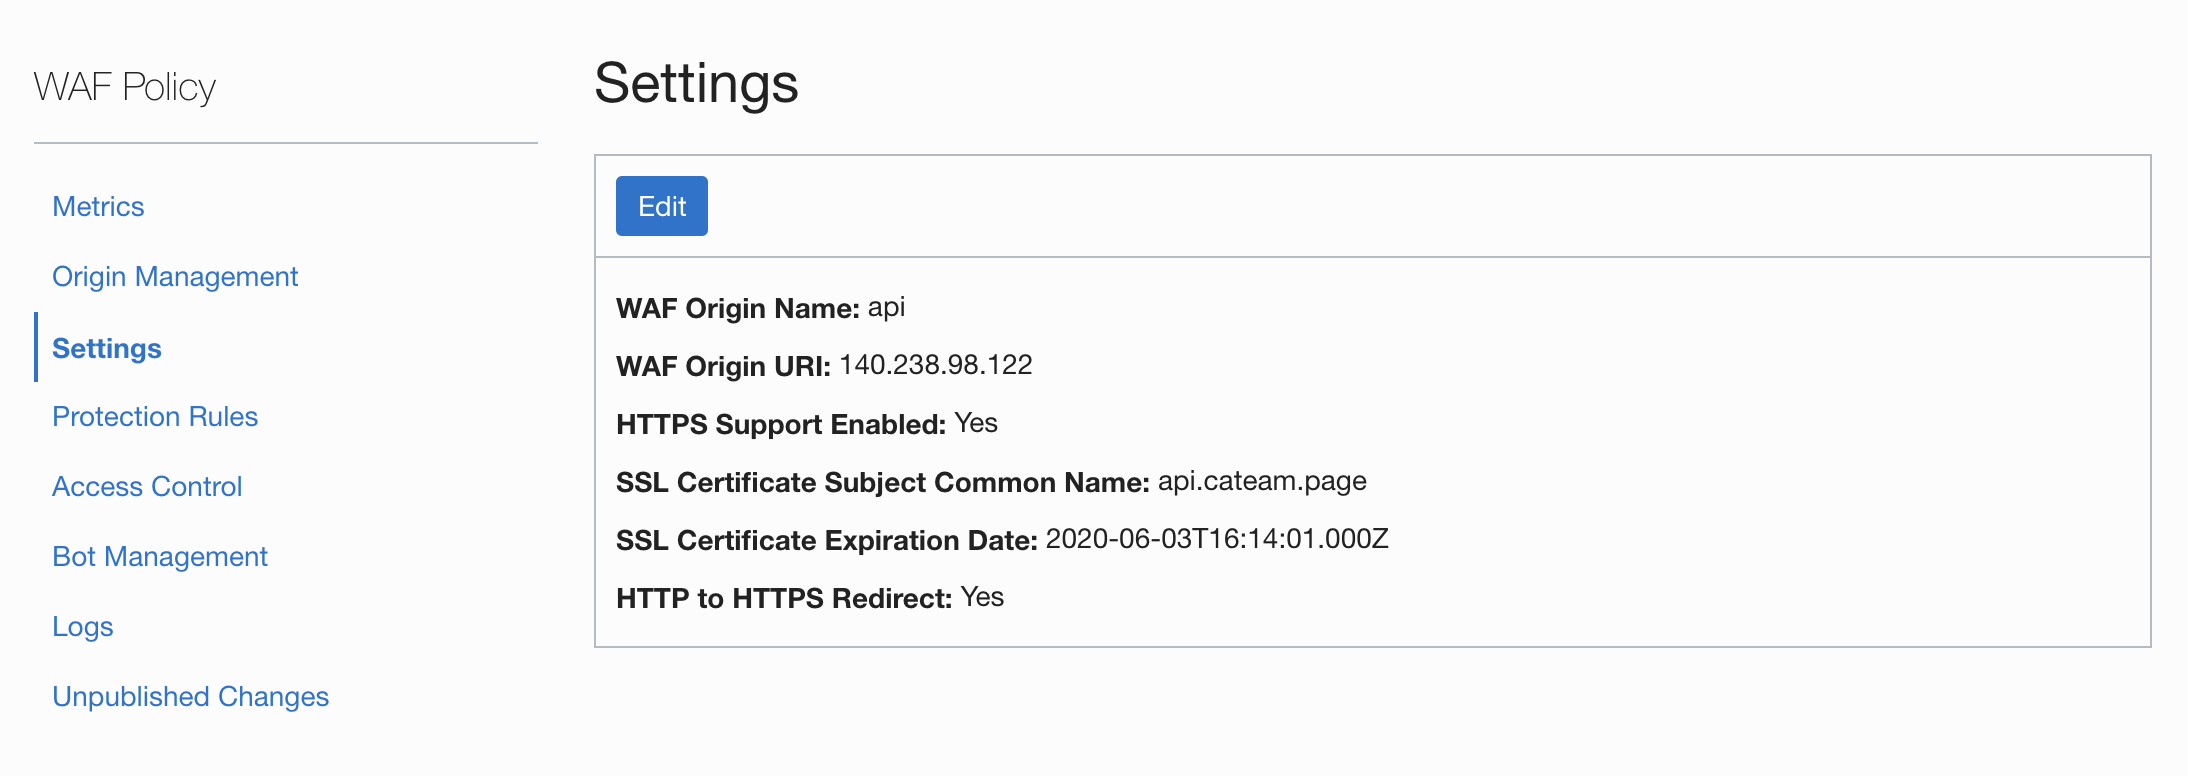 WAF Policy
Metrics
Origin Management
Settings
Protection Rules
Access Control
Bot Management
Logs
Unpublished Changes
Settings
Edit
WAF Origin Name: api
WAF Origin URI: 140.238.98.122
HTTPS Support Enabled: Yes
SSL Certificate Subject Common Name: api.cateam.page
SSL Certificate Expiration Date: 2020-06-03T16:14:01.000Z
HTTP to HTTPS Redirect: Yes